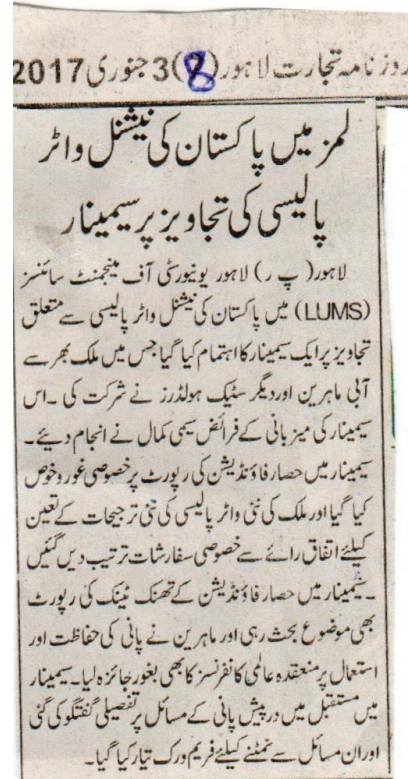 روزنامہ تجارت لاہور (8) 3 جنوری 2017
لمز میں پاکستان کی نیشنل واٹر
پالیسی کی تجاویز پر سیمینار
لاہور (پ ر) لاہور یونیورسٹی آف مینجمنٹ سائنسز
(LUMS) میں پاکستان کی نیشنل واٹر پالیسی سے متعلق
تجاویز پر ایک سیمینار کا اہتمام کیا گیا جس میں ملک بھر سے
آبی ماہرین اور دیگر سٹیک ہولڈرز نے شرکت کی۔ اس
سیمینار کی میزبانی کے فرائض سیمی کمال نے انجام دیئے۔
سیمینار میں حصار فاؤنڈیشن کی رپورٹ پر خصوصی غور و خوض
کیا گیا اور ملک کی نئی واٹر پالیسی کی نئی ترجیحات کے تعین
کیلئے اتفاق رائے سے خصوصی سفارشات ترتیب دیں گئیں
۔ سیمینار میں حصار فاؤنڈیشن کے تھنک ٹینک کی رپورٹ
بھی موضوع بحث رہی اور ماہرین نے پانی کی حفاظت اور
استعمال پر منعقدہ عالمی کانفرنسز کا بھی بغور جائزہ لیا۔ سیمینار
میں مستقبل میں درپیش پانی کے مسائل پر تفصیلی گفتگو کی گئی
اور ان مسائل سے نمٹنے کیلئے فریم ورک تیار کیا گیا۔